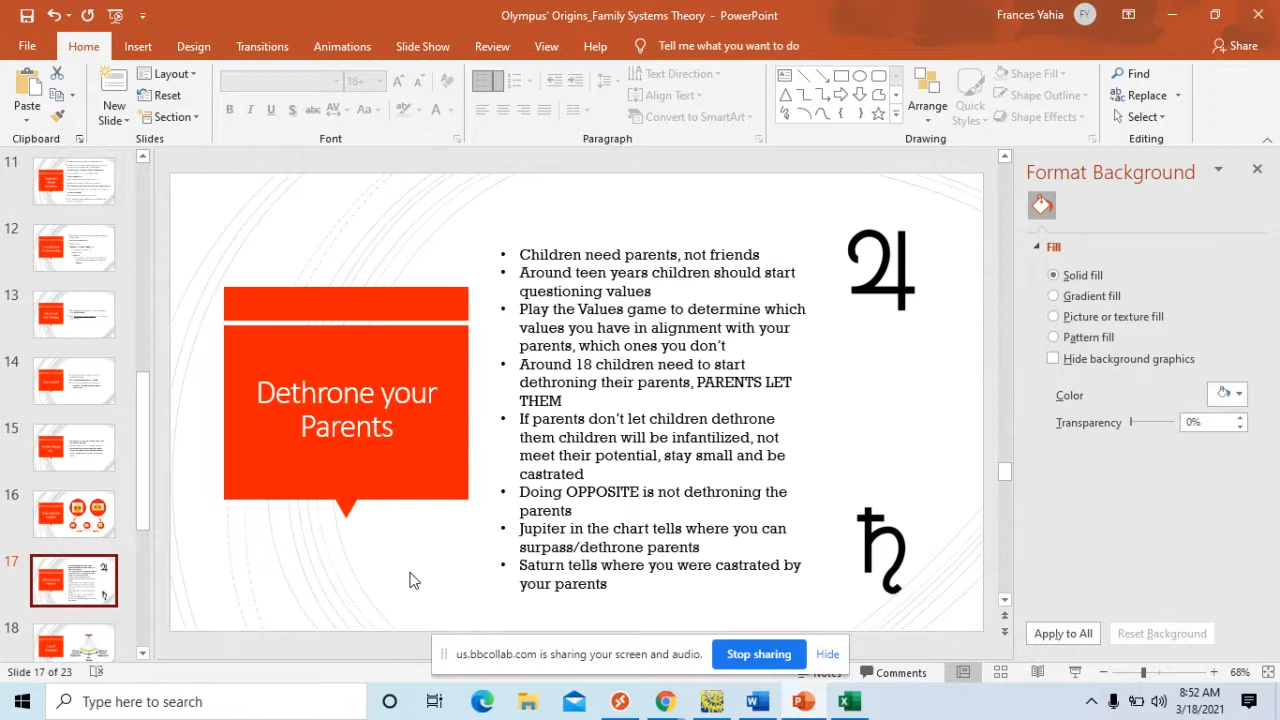 Olympus' Origins_Family Systems Theory - PowerPoint
Frances Yahia
FY
File
Home
Insert
Design
Transitions
Animations
Slide Show
Review
View
Help
Tell me what you want to do
Share
Paste
New
Slide
Layout
Reset
Section
16+
B
I
U
S
abc
AV
Aa
A
Text Direction
Align Text
Convert to SmartArt
Arrange
Quick
Styles
Shape Fill
Shape Outline
Shape Effects
Find
Replace
Select
Clipboard
Slides
Font
Paragraph
Drawing
Editing
11
12
13
14
15
16
17
18
Dethrone your
Parents
• Children need parents, not friends
• Around teen years children should start
questioning values
• Play the Values game to determine which
values you have in alignment with your
parents, which ones you don't
• Around 18 children need to start
dethroning their parents, PARENTS LET
THEM
• If parents don't let children dethrone
them children will be infantilized, not
meet their potential, stay small and be
castrated
• Doing OPPOSITE is not dethroning the
parents
• Jupiter in the chart tells where you can
surpass/dethrone parents
• Saturn tells where you were castrated by
your parents
♃
♄
Format Background
Fill
Solid fill
Gradient fill
Picture or texture fill
Pattern fill
Hide background graphics
Color
Transparency
0%
Apply to All
Reset Background
us.bbcollab.com is sharing your screen and audio.
Stop sharing
Hide
Slide 17 of 23
Notes
Comments
68%
Type here to search
8:52 AM
3/18/2021